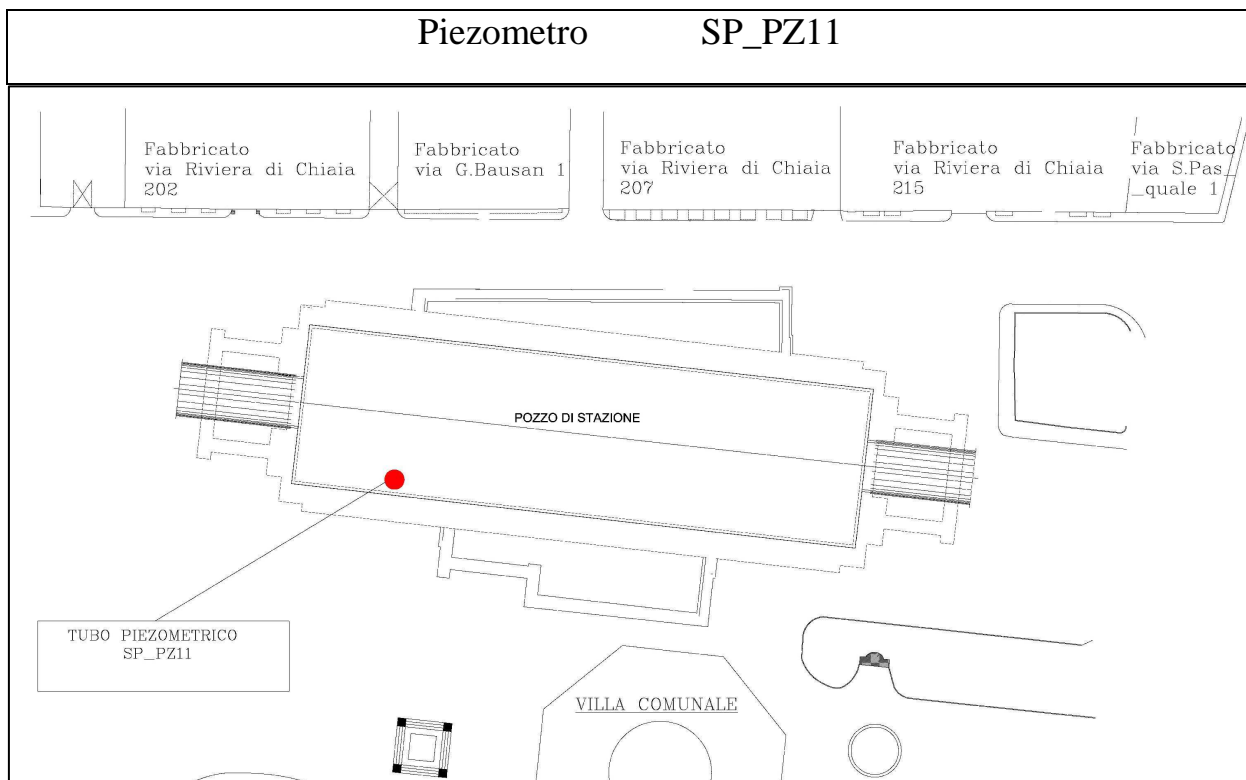 Piezometro SP_PZ11
Fabbricato
via Riviera di Chiaia
202
Fabbricato
via G.Bausan 1
Fabbricato
via Riviera di Chiaia
207
Fabbricato
via Riviera di Chiaia
215
Fabbricato
via S.Pas_
_quale 1
POZZO DI STAZIONE
TUBO PIEZOMETRICO
SP_PZ11
VILLA COMUNALE